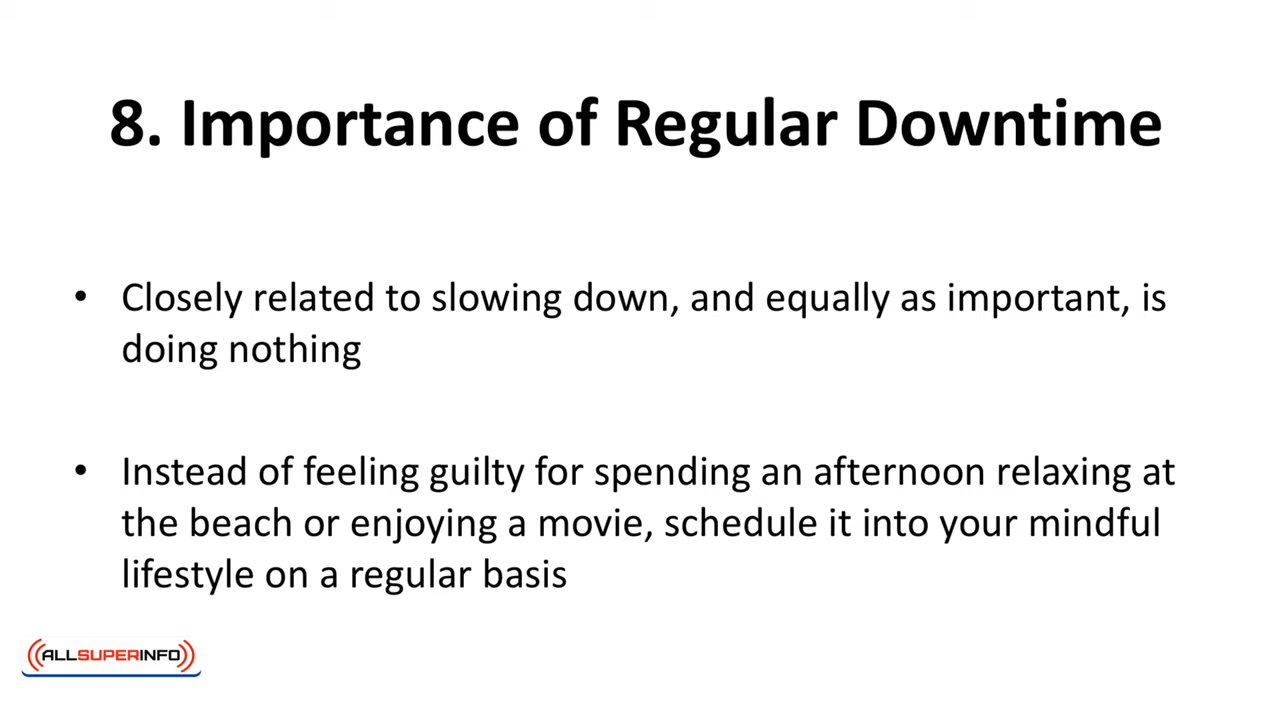 8. Importance of Regular Downtime
• Closely related to slowing down, and equally as important, is
doing nothing
• Instead of feeling guilty for spending an afternoon relaxing at
the beach or enjoying a movie, schedule it into your mindful
lifestyle on a regular basis
ALLSUPERINFO